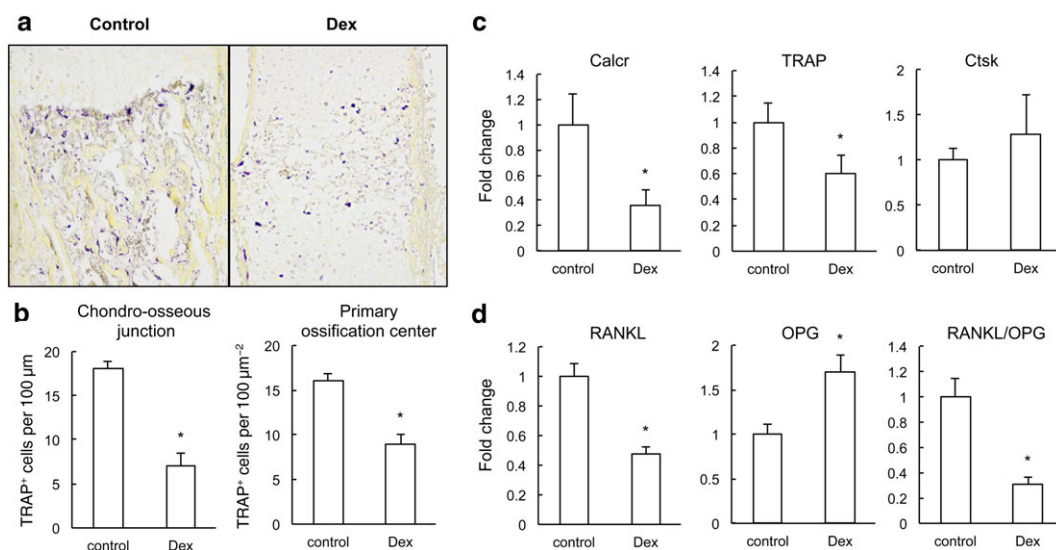 a
Control
Dex
b
Chondro-osseous
junction
TRAP⁺ cells per 100 µm
20
15
10
5
0
control
Dex
*
Primary
ossification center
TRAP⁺ cells per 100 µm⁻²
20
15
10
5
0
control
Dex
*
c
Calcr
Fold change
1.4
1.2
1
0.8
0.6
0.4
0.2
0
control
Dex
*
TRAP
1.4
1.2
1
0.8
0.6
0.4
0.2
0
control
Dex
*
Ctsk
2
1.5
1
0.5
0
control
Dex
d
RANKL
Fold change
1.2
1
0.8
0.6
0.4
0.2
0
control
Dex
*
OPG
2
1.5
1
0.5
0
control
Dex
*
RANKL/OPG
1.4
1.2
1
0.8
0.6
0.4
0.2
0
control
Dex
*